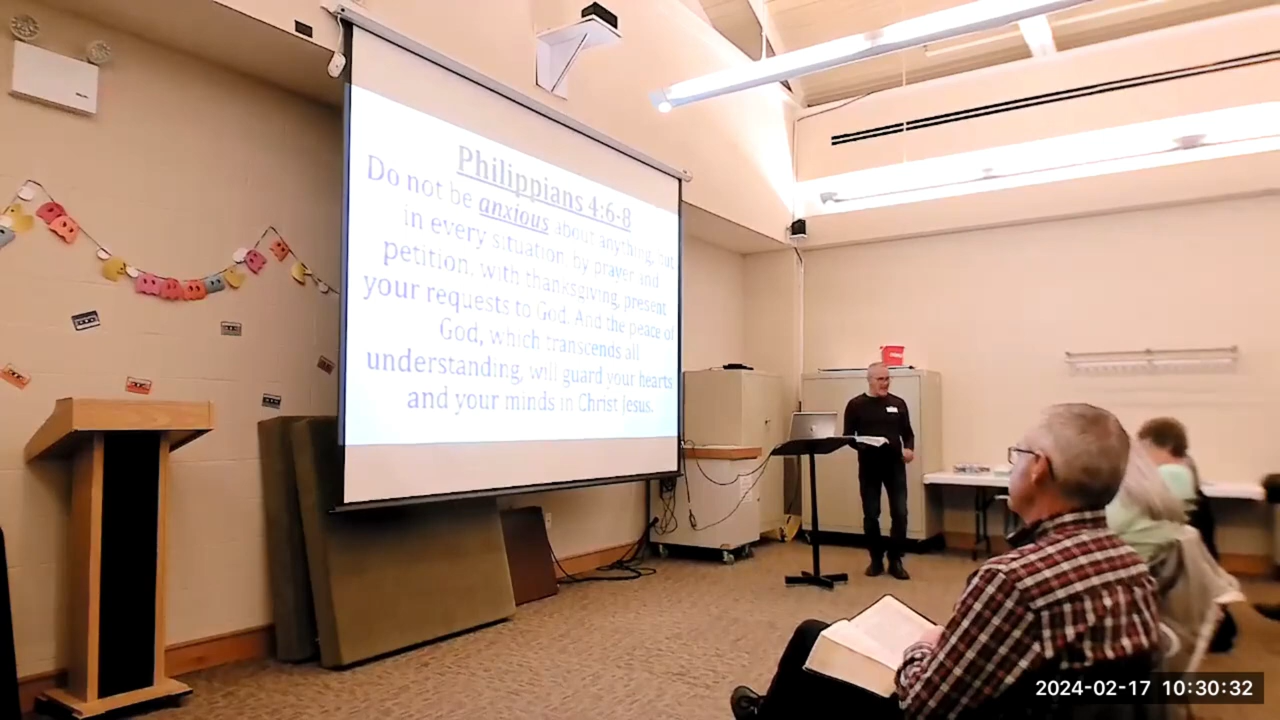 Philippians 4:6-8
Do not be anxious about anything, but
in every situation, by prayer and
petition, with thanksgiving, present
your requests to God. And the peace of
God, which transcends all
understanding, will guard your hearts
and your minds in Christ Jesus.
2024-02-17 10:30:32